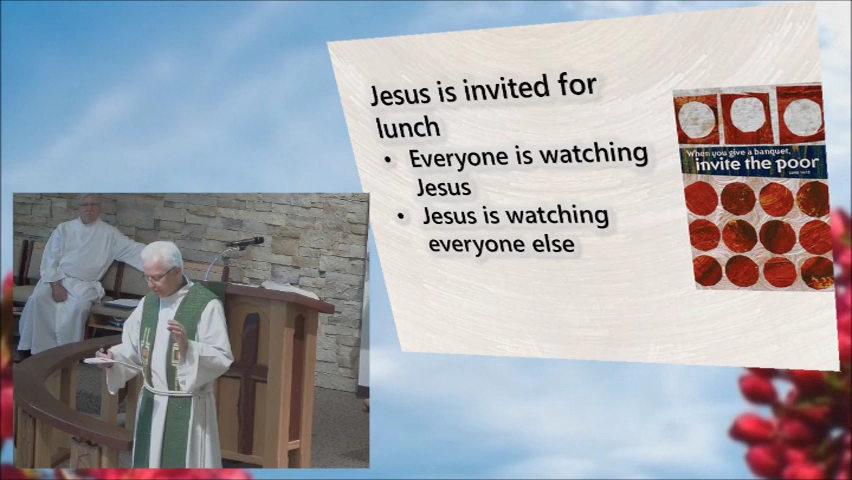 Jesus is invited for
lunch
• Everyone is watching
Jesus
• Jesus is watching
everyone else
When you give a banquet,
invite the poor